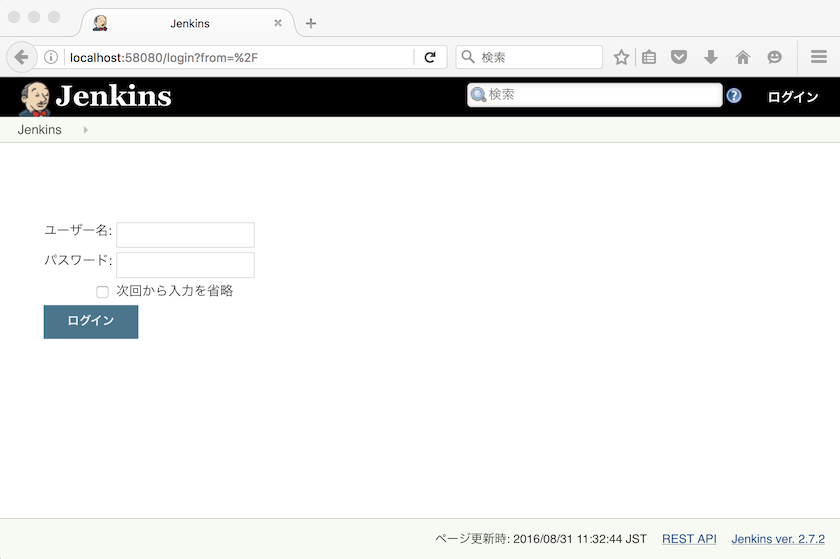 Jenkins
localhost:58080/login?from=%2F
検索
Jenkins
検索
ログイン
Jenkins
ユーザー名:
パスワード:
次回から入力を省略
ログイン
ページ更新時: 2016/08/31 11:32:44 JST REST API Jenkins ver. 2.7.2